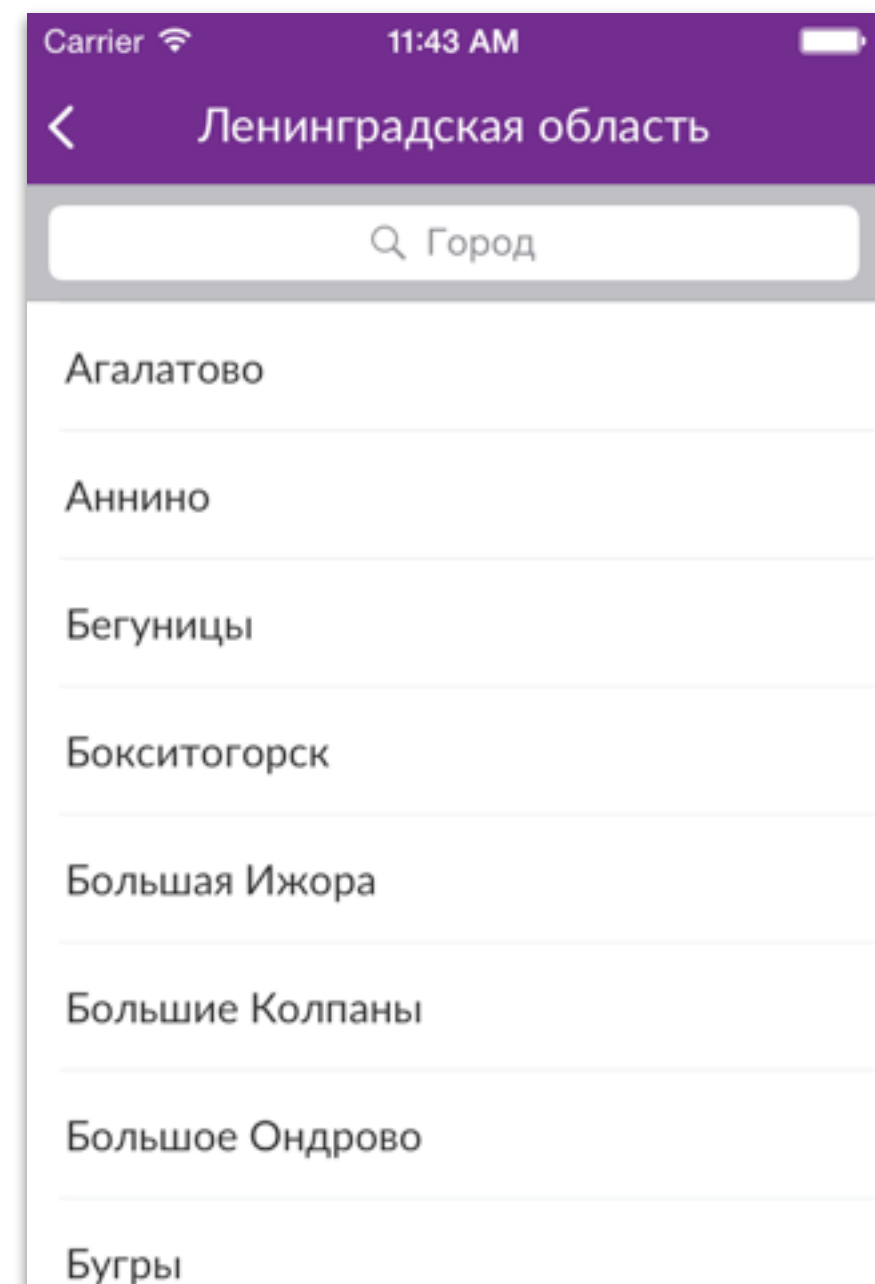 Carrier 11:43 AM
Ленинградская область
Город
Агалатово
Аннино
Бегуницы
Бокситогорск
Большая Ижора
Большие Колпаны
Большое Ондрово
Бугры